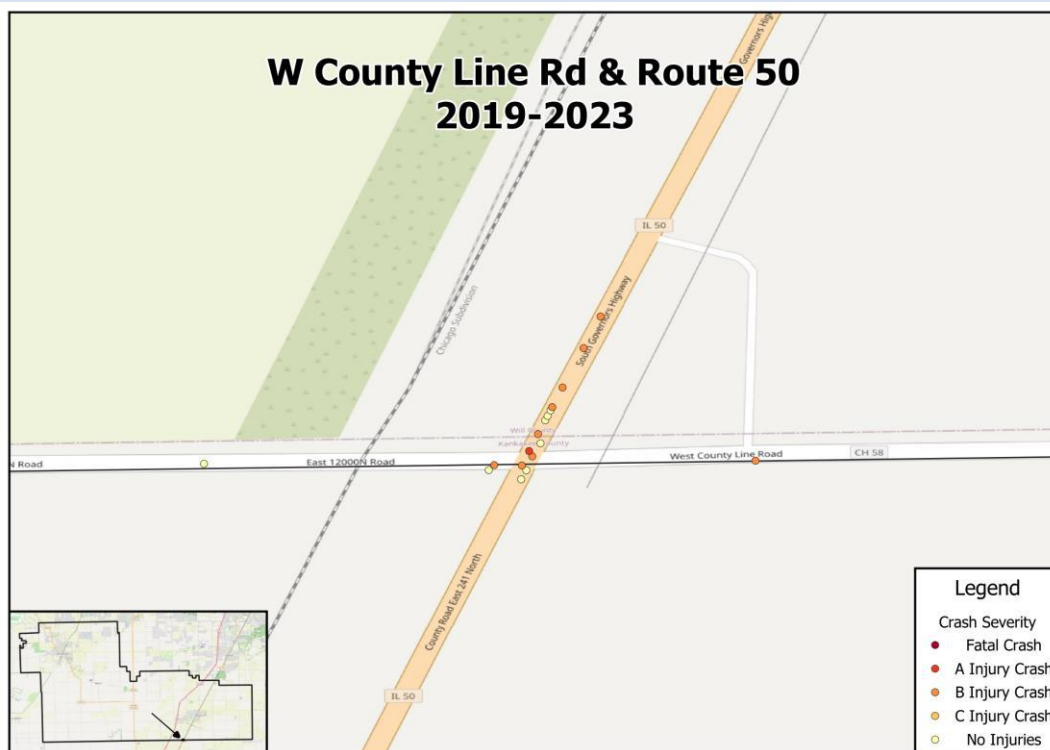 W County Line Rd & Route 50
2019-2023
Governors
IL 50
South Governors Highway
Chicago Subdivision
Will County
Kankakee County
N Road
East 12000N Road
West County Line Road
CH 58
County Road East 241 North
IL 50
Legend
Crash Severity
Fatal Crash
A Injury Crash
B Injury Crash
C Injury Crash
No Injuries